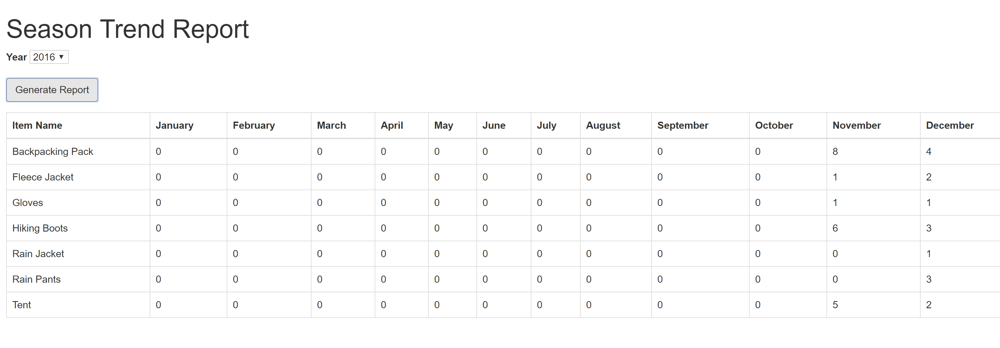 Season Trend Report
Year 2016 ▼
Generate Report
Item Name January February March April May June July August September October November December
Backpacking Pack 0 0 0 0 0 0 0 0 0 0 8 4
Fleece Jacket 0 0 0 0 0 0 0 0 0 0 1 2
Gloves 0 0 0 0 0 0 0 0 0 0 1 1
Hiking Boots 0 0 0 0 0 0 0 0 0 0 6 3
Rain Jacket 0 0 0 0 0 0 0 0 0 0 0 1
Rain Pants 0 0 0 0 0 0 0 0 0 0 0 3
Tent 0 0 0 0 0 0 0 0 0 0 5 2